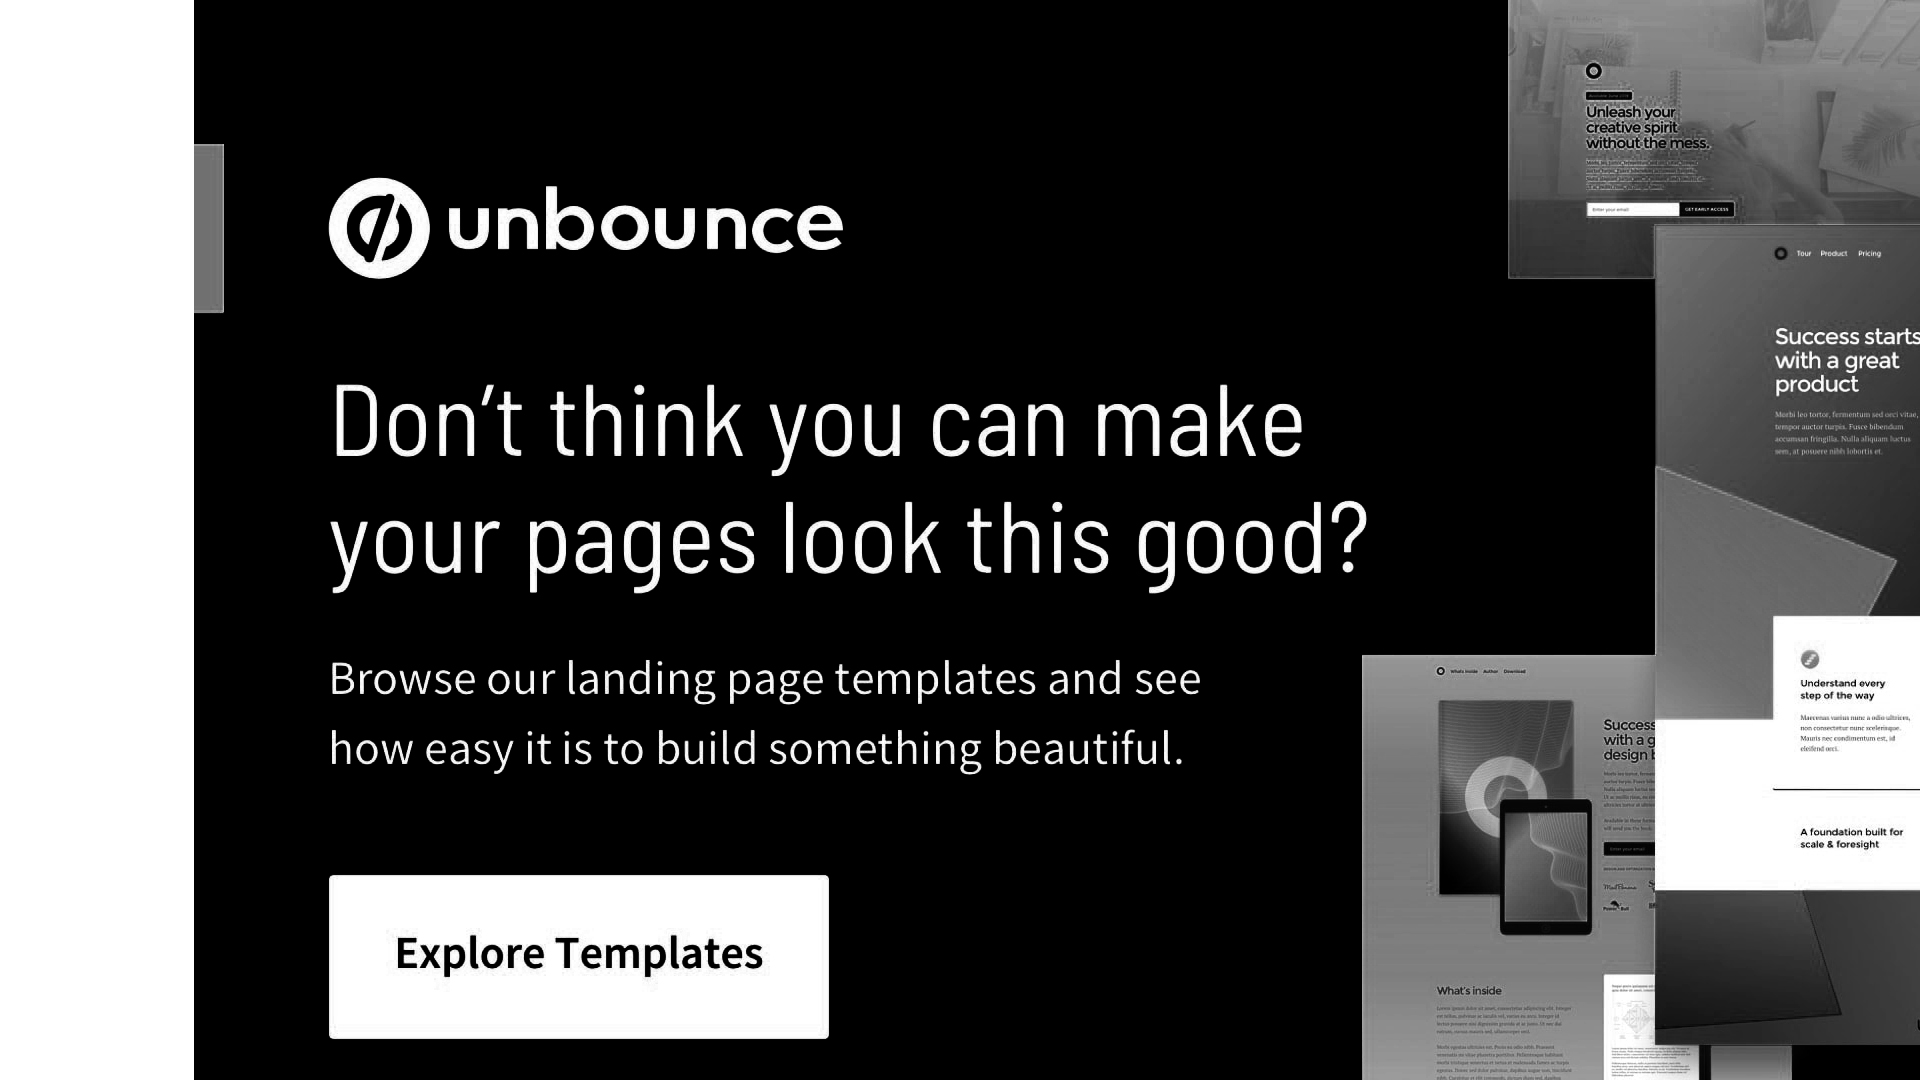 unbounce
Don’t think you can make
your pages look this good?
Browse our landing page templates and see
how easy it is to build something beautiful.
Explore Templates
Unleash your
creative spirit
without the mess.
Enter your email
GET EARLY ACCESS
Tour Product Pricing
Success starts
with a great
product
Morbi leo tortor, fermentum sed orci vitae,
tempor auctor turpis. Fusce bibendum
accumsan fringilla. Nulla aliquam luctus
sem, at posuere nibh lobortis et.
Understand every
step of the way
Maecenas varius nunc a odio ultrices,
non consectetur nunc scelerisque.
Mauris nec condimentum est, id
eleifend orci.
A foundation built for
scale & foresight
Whats inside Author Download
Success
with a g
design b
Enter your email
What's inside